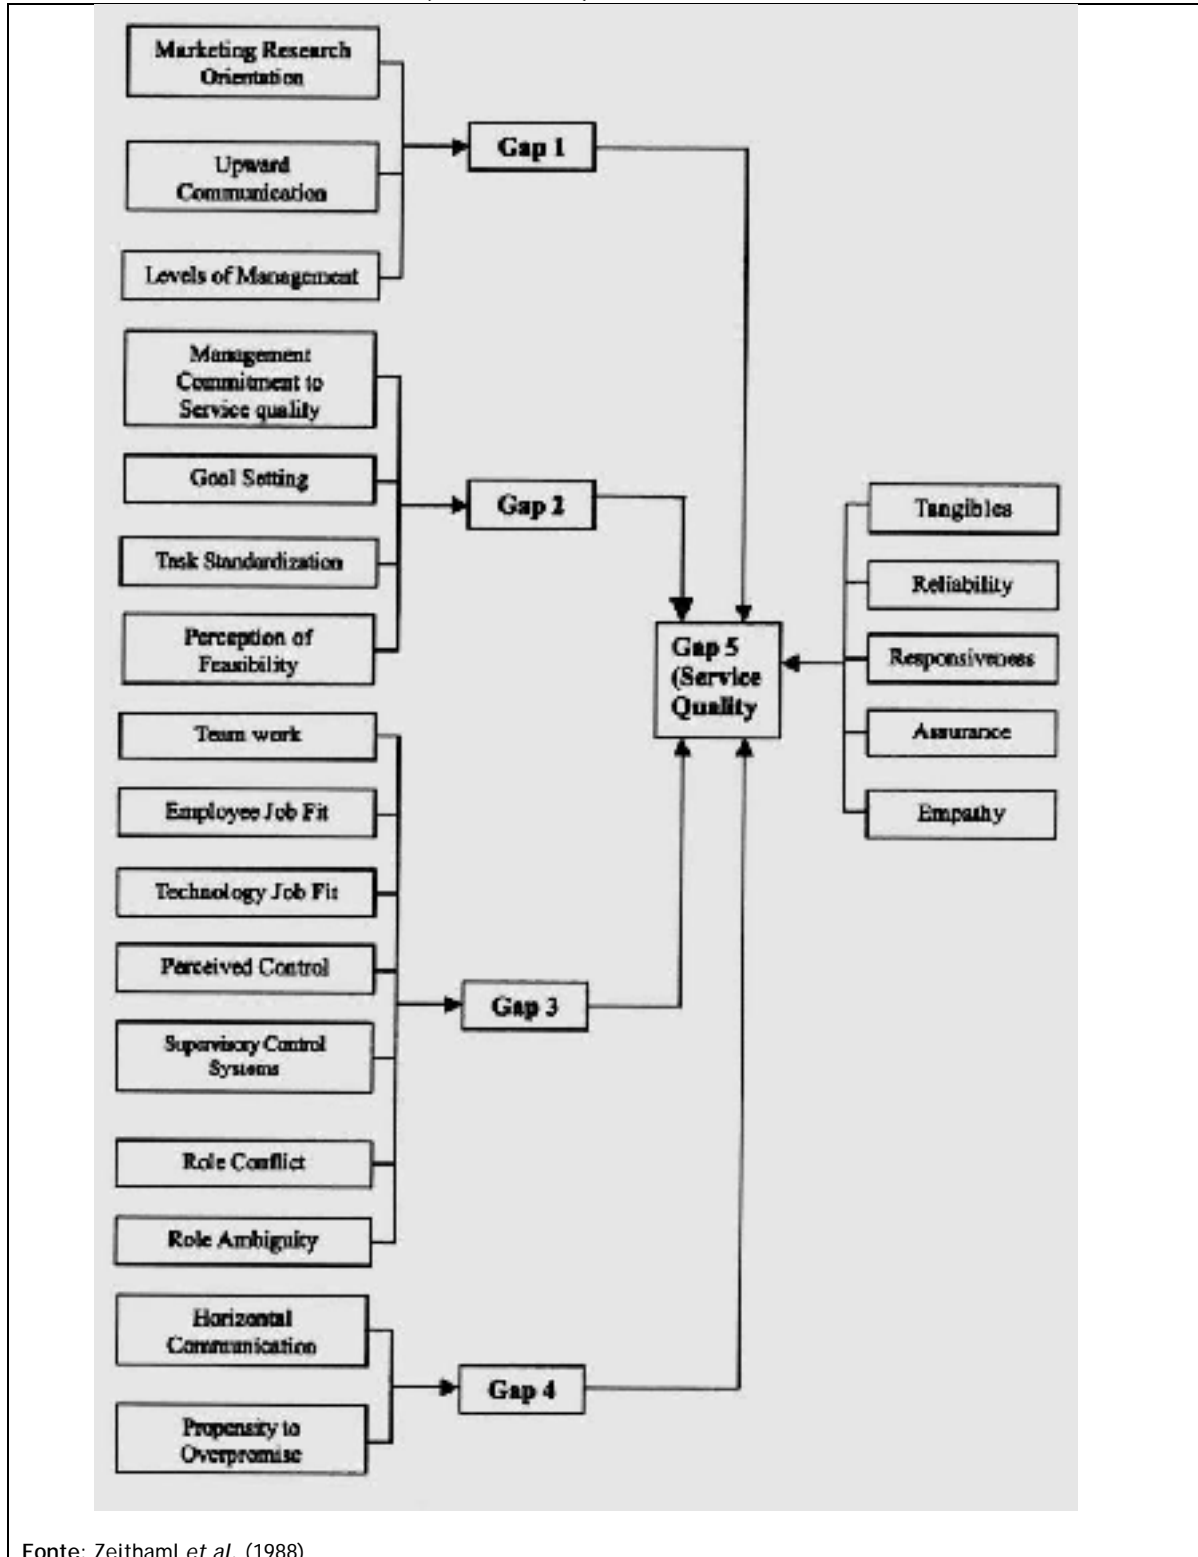 Marketing Research
Orientation
Gap 1
Upward
Communication
Levels of Management
Management
Commitment to
Service quality
Goal Setting
Gap 2
Task Standardization
Perception of
Feasibility
Tangibles
Reliability
Gap 5
(Service
Quality
Responsiveness
Assurance
Empathy
Team work
Employee Job Fit
Technology Job Fit
Perceived Control
Gap 3
Supervisory Control
Systems
Role Conflict
Role Ambiguity
Horizontal
Communication
Gap 4
Propensity to
Overpromise
Fonte: Zeithaml et al. (1988)